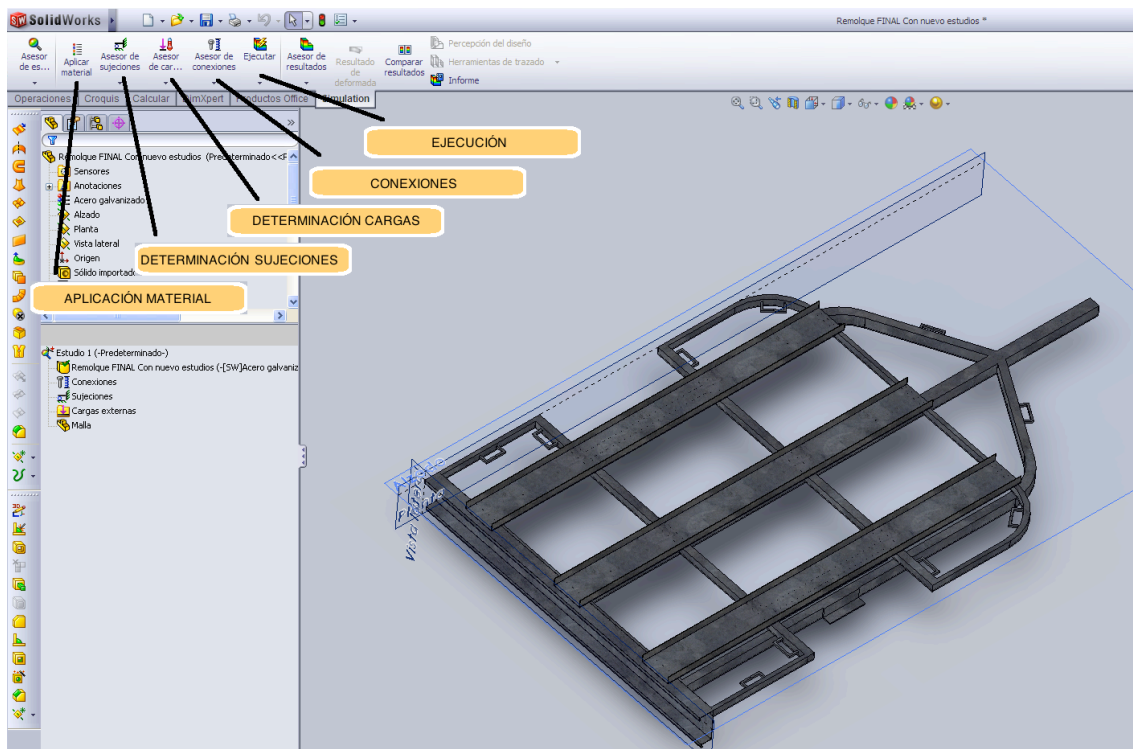 SolidWorks
Remolque FINAL Con nuevo estudios *
Asesor de es...
Aplicar material
Asesor de sujeciones
Asesor de car...
Asesor de conexiones
Ejecutar
Asesor de resultados
Resultado de deformada
Comparar resultados
Percepción del diseño
Herramientas de trazado
Informe
Operaciones
Croquis
Calcular
DimXpert
Productos Office
Simulation
EJECUCIÓN
CONEXIONES
DETERMINACIÓN CARGAS
DETERMINACIÓN SUJECIONES
APLICACIÓN MATERIAL
Remolque FINAL Con nuevo estudios (Predeterminado<<F
Sensores
Anotaciones
Acero galvanizado
Alzado
Planta
Vista lateral
Origen
Sólido importado
Estudio 1 (-Predeterminado-)
Remolque FINAL Con nuevo estudios (-[SW]Acero galvaniz
Conexiones
Sujeciones
Cargas externas
Malla
Alzado
Planta
Vista lateral